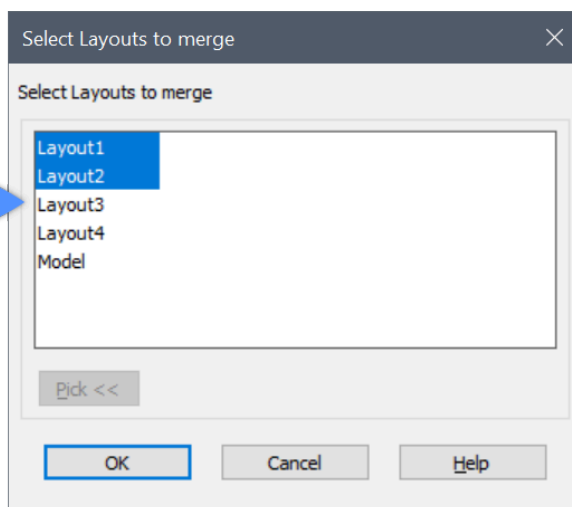 Select Layouts to merge
Select Layouts to merge
Layout1
Layout2
Layout3
Layout4
Model
Pick <<
OK Cancel Help